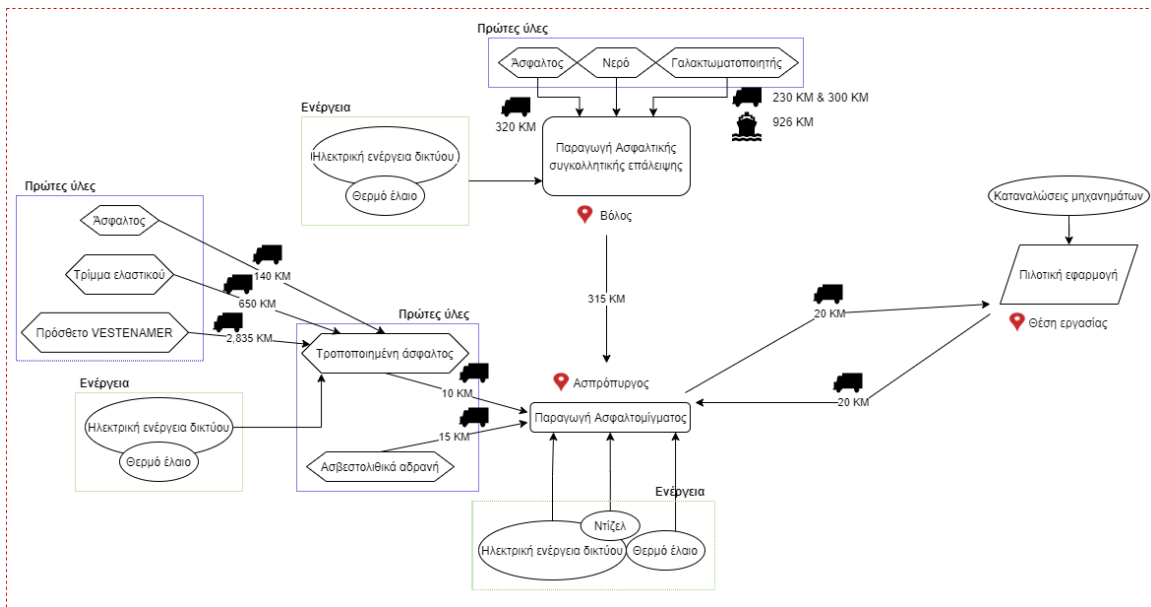 Πρώτες ύλες
Άσφαλτος
Νερό
Γαλακτωματοποιητής
320 KM
230 KM & 300 KM
926 KM
Ενέργεια
Ηλεκτρική ενέργεια δικτύου
Θερμό έλαιο
Παραγωγή Ασφαλτικής
συγκολλητικής επάλειψης
Βόλος
Καταναλώσεις μηχανημάτων
Πρώτες ύλες
Άσφαλτος
Τρίμμα ελαστικού
Πρόσθετο VESTENAMER
140 KM
650 KM
2,835 KM
315 KM
Πιλοτική εφαρμογή
Θέση εργασίας
20 KM
20 KM
Πρώτες ύλες
Τροποποιημένη άσφαλτος
10 KM
15 KM
Ασβεστολιθικά αδρανή
Ασπρόπυργος
Παραγωγή Ασφαλτομίγματος
Ενέργεια
Ηλεκτρική ενέργεια δικτύου
Θερμό έλαιο
Ενέργεια
Ντίζελ
Ηλεκτρική ενέργεια δικτύου
Θερμό έλαιο